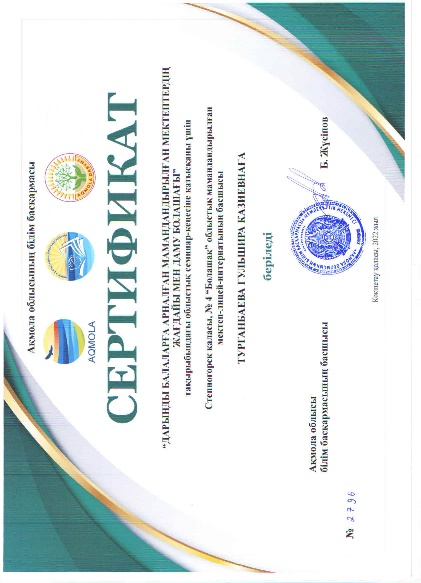 Ақмола облысының білім басқармасы
AQMOLA
СЕРТИФИКАТ
"ДАРЫНДЫ БАЛАЛАРҒА АРНАЛҒАН МАМАНДАНДЫРЫЛҒАН МЕКТЕПТЕРДІҢ
ЖАҒДАЙЫ МЕН ДАМУ БОЛАШАҒЫ"
тақырыбындағы облыстық семинар-кеңесіне қатысқаны үшін
Степногорск қаласы, № 4 "Болашақ" облыстық мамандандырылған
мектеп-лицей-интернатының басшысы
ТУРГАНБАЕВА ГУЛЬШИРА КАЗИЕВНАҒА
беріледі
Ақмола облысы
білім басқармасының басшысы
Б. Жүсіпов
№ 2796
Көкшетау қаласы, 2022 жыл